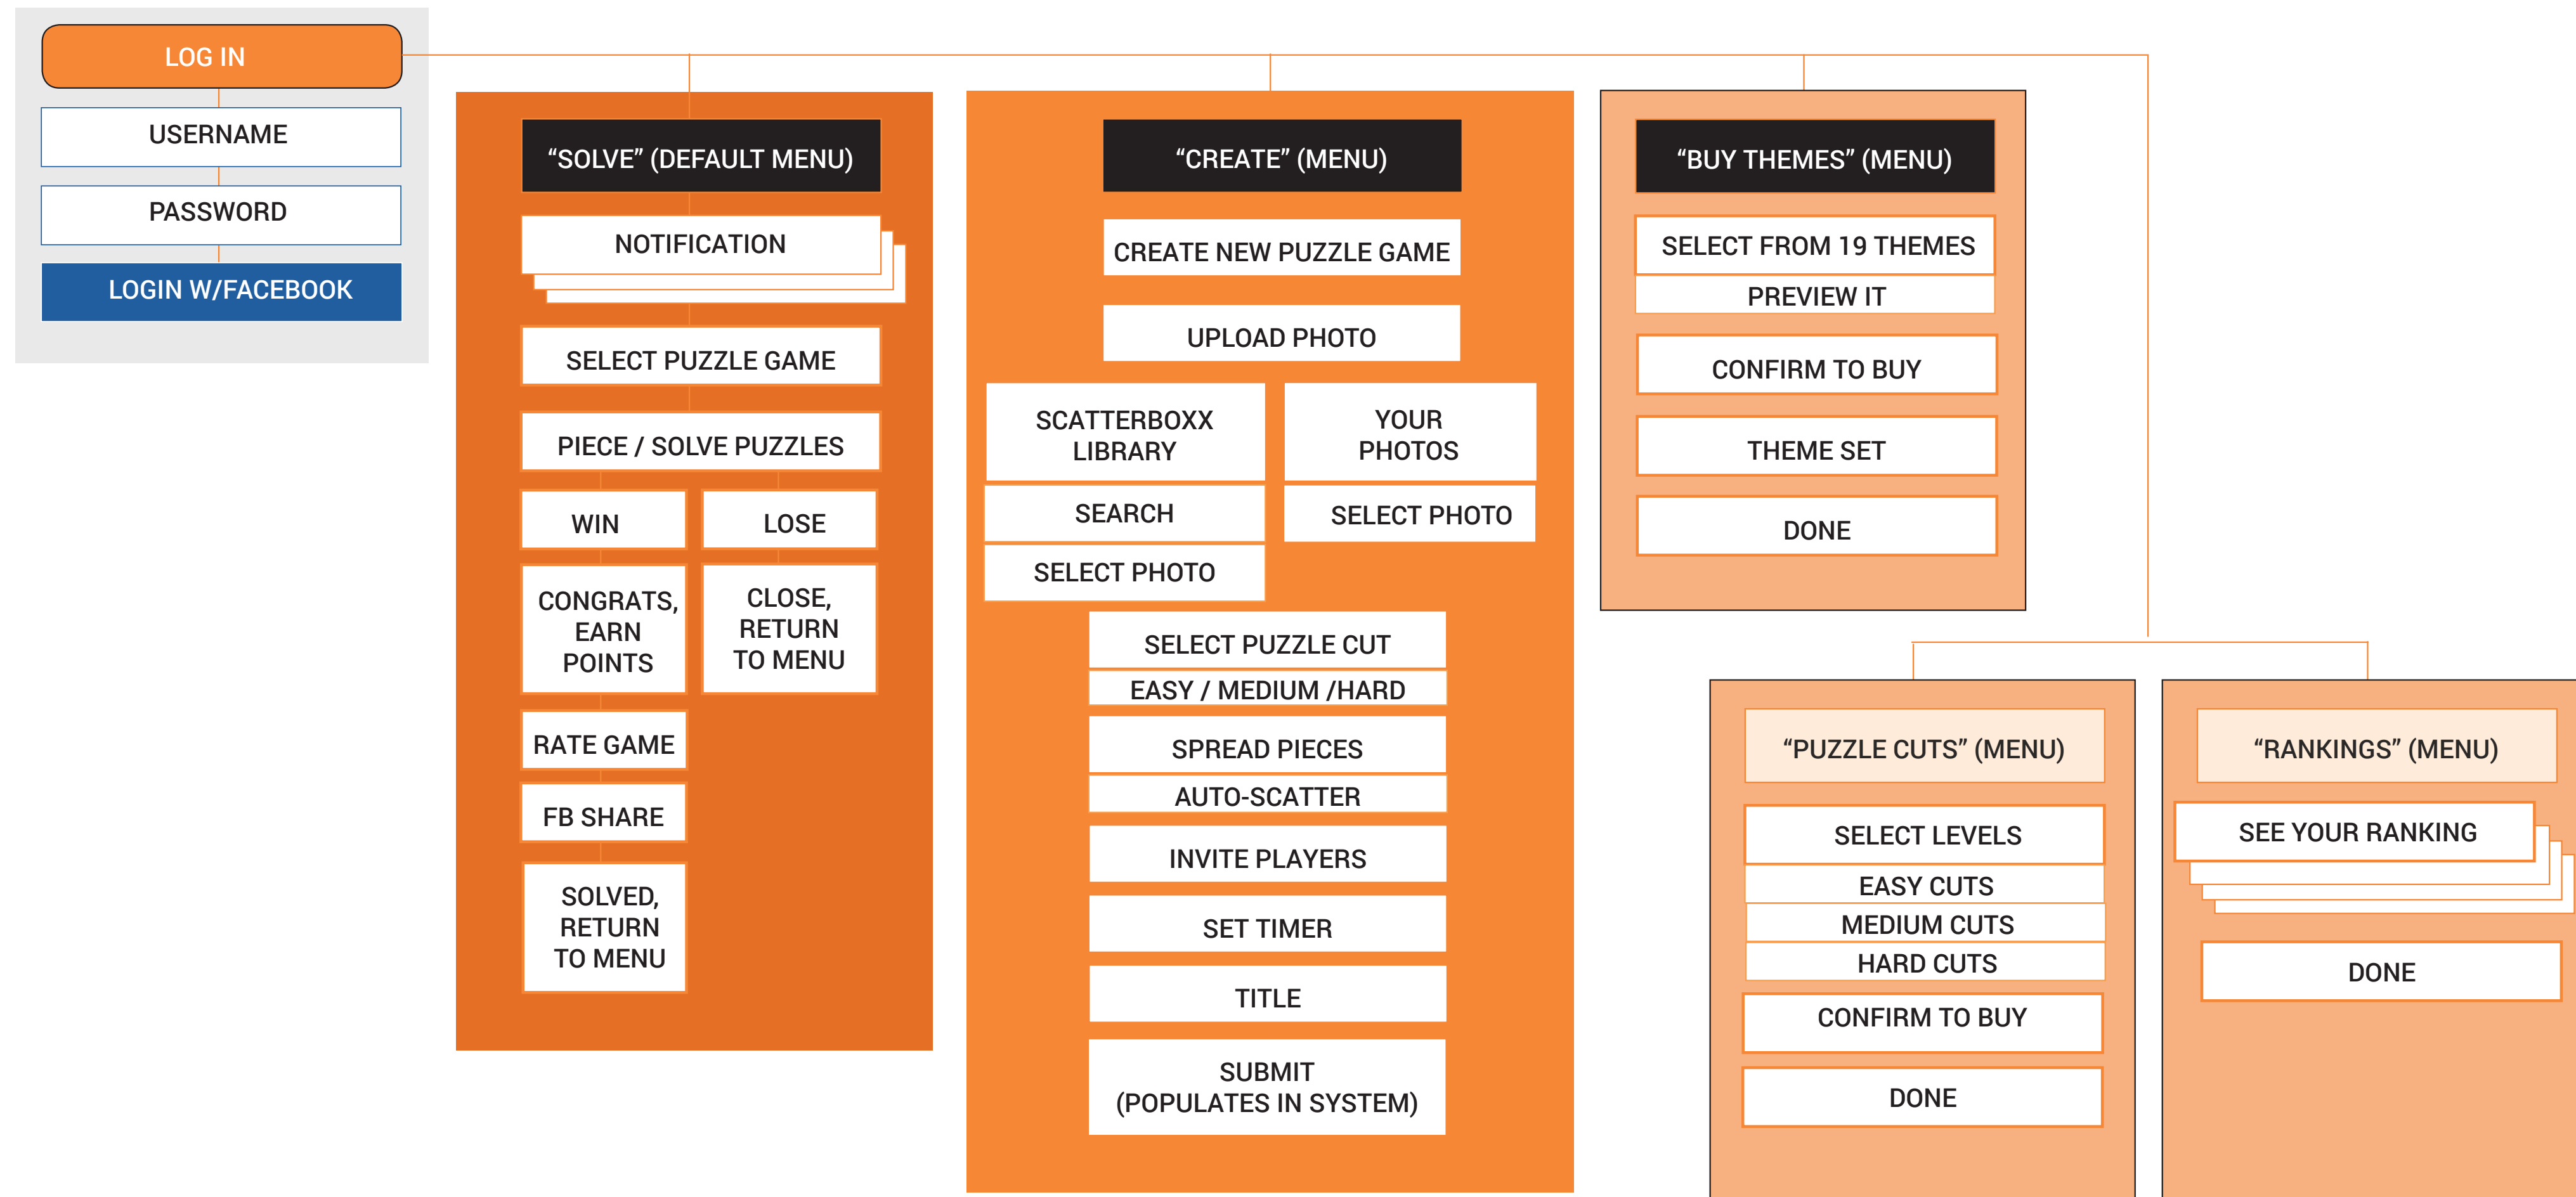 LOG IN
USERNAME
PASSWORD
LOGIN W/FACEBOOK
“SOLVE” (DEFAULT MENU)
NOTIFICATION
SELECT PUZZLE GAME
PIECE / SOLVE PUZZLES
WIN
CONGRATS,
EARN
POINTS
RATE GAME
FB SHARE
SOLVED,
RETURN
TO MENU
LOSE
CLOSE,
RETURN
TO MENU
“CREATE” (MENU)
CREATE NEW PUZZLE GAME
UPLOAD PHOTO
SCATTERBOXX
LIBRARY
SEARCH
SELECT PHOTO
YOUR
PHOTOS
SELECT PHOTO
SELECT PUZZLE CUT
EASY / MEDIUM /HARD
SPREAD PIECES
AUTO-SCATTER
INVITE PLAYERS
SET TIMER
TITLE
SUBMIT
(POPULATES IN SYSTEM)
“BUY THEMES” (MENU)
SELECT FROM 19 THEMES
PREVIEW IT
CONFIRM TO BUY
THEME SET
DONE
“PUZZLE CUTS” (MENU)
SELECT LEVELS
EASY CUTS
MEDIUM CUTS
HARD CUTS
CONFIRM TO BUY
DONE
“RANKINGS” (MENU)
SEE YOUR RANKING
DONE